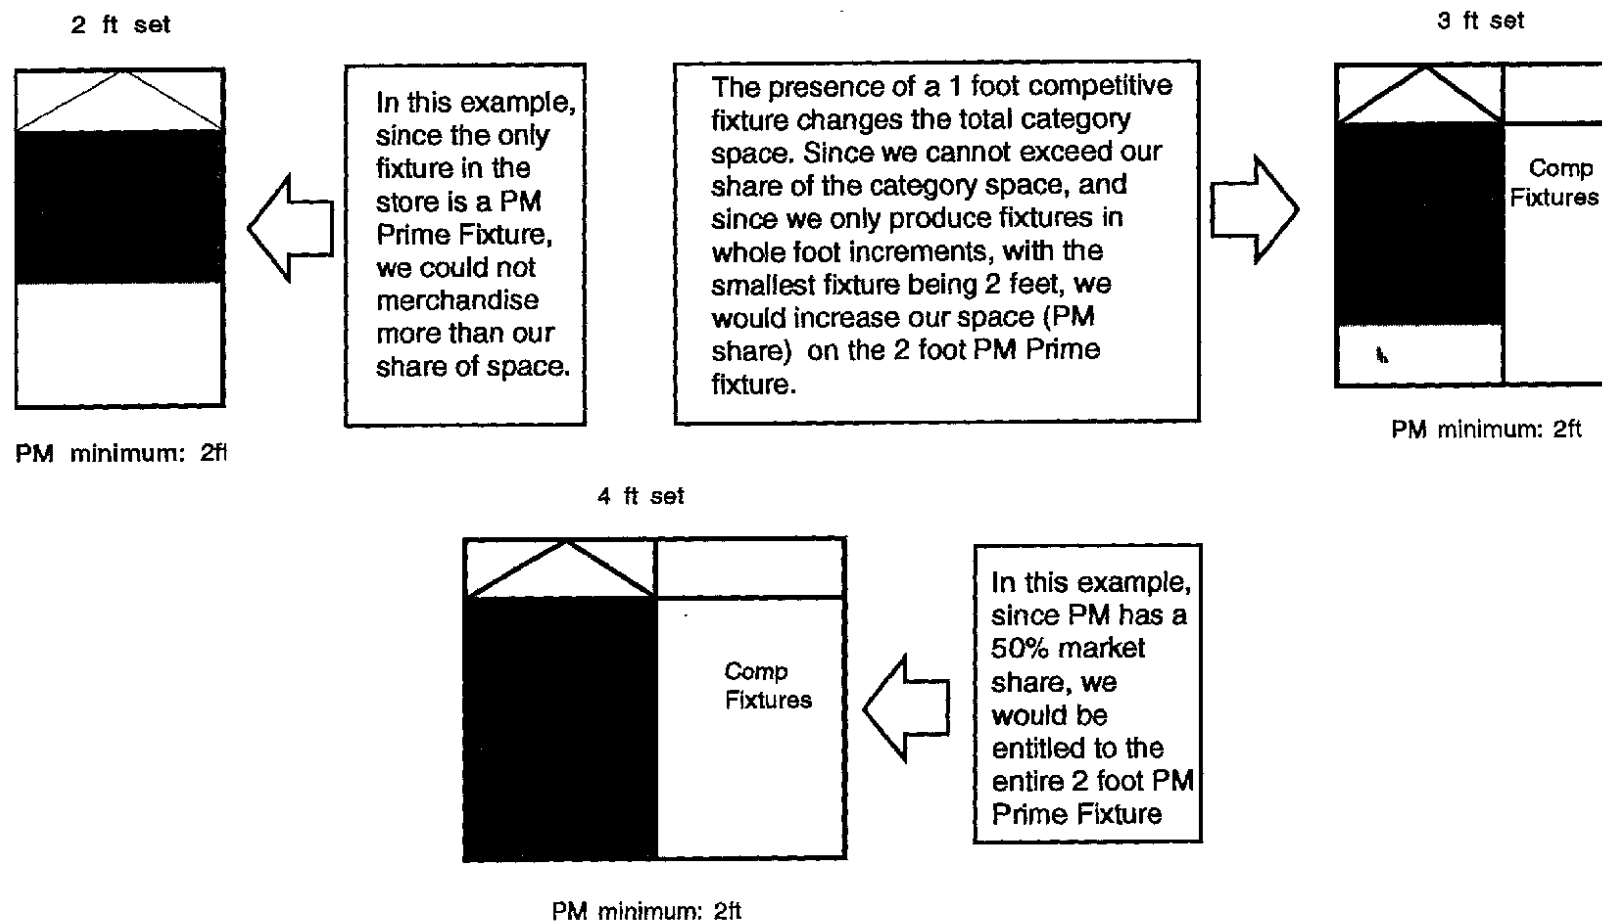 2 ft set
In this example,
since the only
fixture in the
store is a PM
Prime Fixture,
we could not
merchandise
more than our
share of space.
PM minimum: 2ft
The presence of a 1 foot competitive
fixture changes the total category
space. Since we cannot exceed our
share of the category space, and
since we only produce fixtures in
whole foot increments, with the
smallest fixture being 2 feet, we
would increase our space (PM
share) on the 2 foot PM Prime
fixture.
3 ft set
Comp
Fixtures
PM minimum: 2ft
4 ft set
Comp
Fixtures
PM minimum: 2ft
In this example,
since PM has a
50% market
share, we
would be
entitled to the
entire 2 foot PM
Prime Fixture